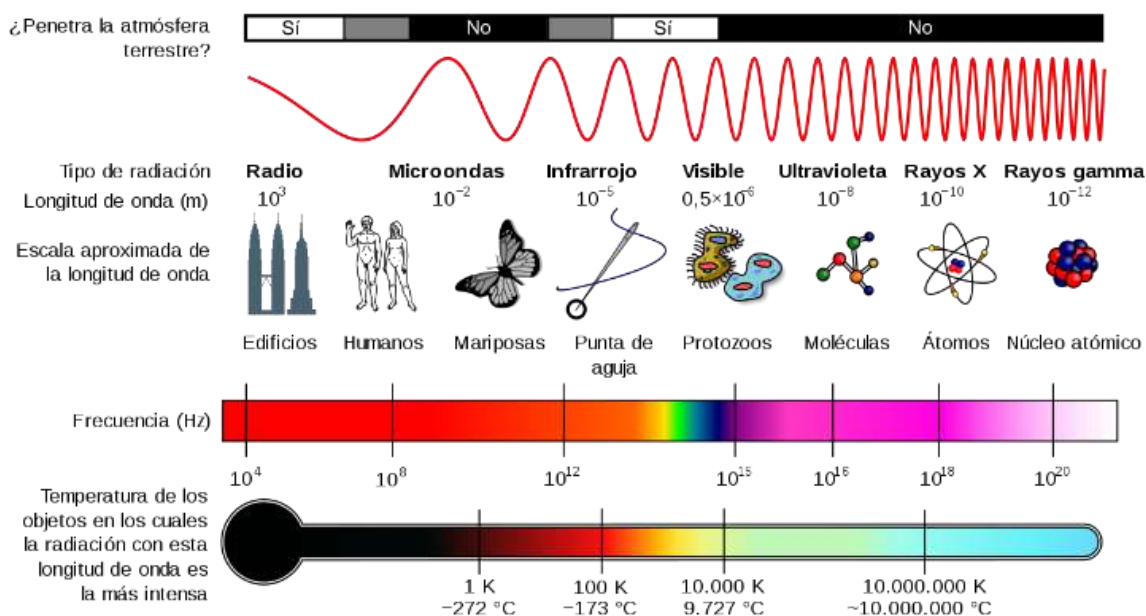 ¿Penetra la atmósfera
terrestre?
Sí No Sí No
Tipo de radiación Radio Microondas Infrarrojo Visible Ultravioleta Rayos X Rayos gamma
Longitud de onda (m) 10³ 10⁻² 10⁻⁵ 0,5×10⁻⁶ 10⁻⁸ 10⁻¹⁰ 10⁻¹²
Escala aproximada de
la longitud de onda
Edificios Humanos Mariposas Punta de Protozoos Moléculas Átomos Núcleo atómico
aguja
Frecuencia (Hz)
10⁴ 10⁸ 10¹² 10¹⁵ 10¹⁶ 10¹⁸ 10²⁰
Temperatura de los
objetos en los cuales
la radiación con esta
longitud de onda es
la más intensa
1 K 100 K 10.000 K 10.000.000 K
−272 °C −173 °C 9.727 °C ~10.000.000 °C